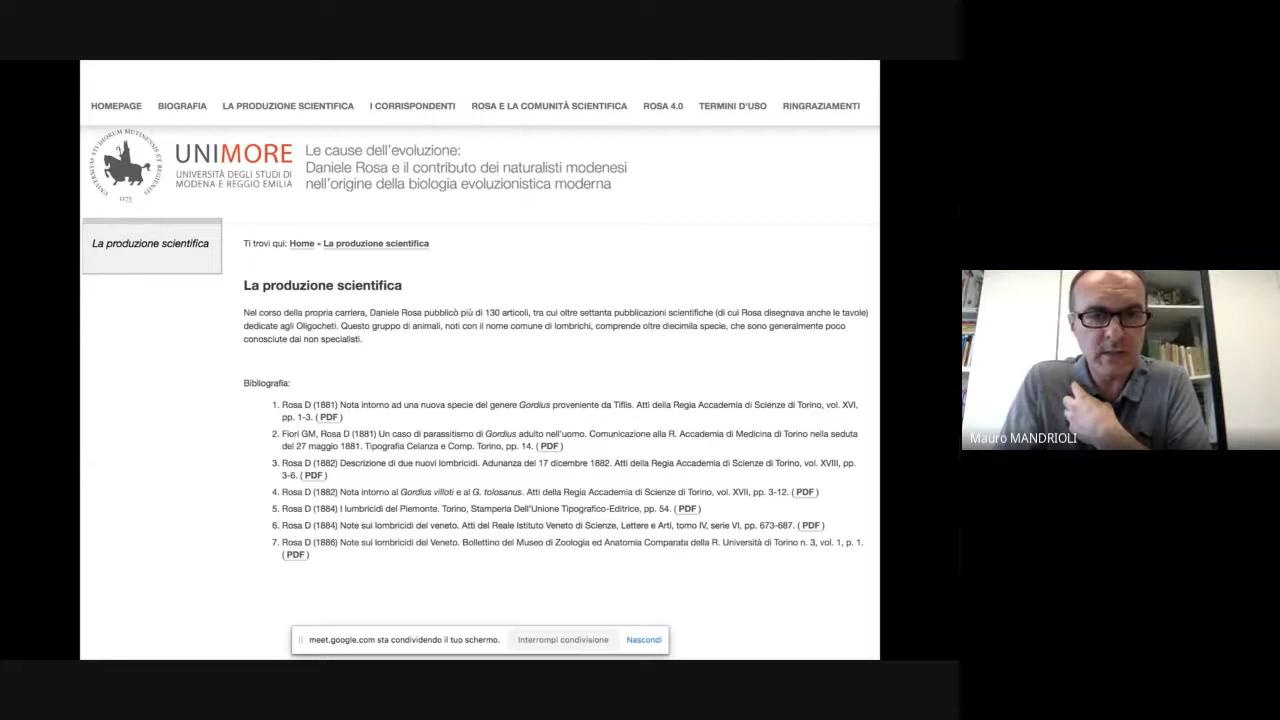 HOMEPAGE BIOGRAFIA LA PRODUZIONE SCIENTIFICA I CORRISPONDENTI ROSA E LA COMUNITÀ SCIENTIFICA ROSA 4.0 TERMINI D'USO RINGRAZIAMENTI
UNIVERSITAS STUDIORUM MUTINENSIS ET REGIENSIS
1175
UNIMORE
UNIVERSITÀ DEGLI STUDI DI
MODENA E REGGIO EMILIA
Le cause dell'evoluzione:
Daniele Rosa e il contributo dei naturalisti modenesi
nell'origine della biologia evoluzionistica moderna
La produzione scientifica
Ti trovi qui: Home » La produzione scientifica
La produzione scientifica
Nel corso della propria carriera, Daniele Rosa pubblicò più di 130 articoli, tra cui oltre settanta pubblicazioni scientifiche (di cui Rosa disegnava anche le tavole)
dedicate agli Oligocheti. Questo gruppo di animali, noti con il nome comune di lombrichi, comprende oltre diecimila specie, che sono generalmente poco
conosciute dai non specialisti.
Bibliografia:
1. Rosa D (1881) Nota intorno ad una nuova specie del genere Gordius proveniente da Tiflis. Atti della Regia Accademia di Scienze di Torino, vol. XVI,
pp. 1-3. ( PDF )
2. Fiori GM, Rosa D (1881) Un caso di parassitismo di Gordius adulto nell'uomo. Comunicazione alla R. Accademia di Medicina di Torino nella seduta
del 27 maggio 1881. Tipografia Celanza e Comp. Torino, pp. 14. ( PDF )
3. Rosa D (1882) Descrizione di due nuovi lombricidi. Adunanza del 17 dicembre 1882. Atti della Regia Accademia di Scienze di Torino, vol. XVIII, pp.
3-6. ( PDF )
4. Rosa D (1882) Nota intorno al Gordius villoti e al G. tolosanus. Atti della Regia Accademia di Scienze di Torino, vol. XVII, pp. 3-12. ( PDF )
5. Rosa D (1884) I lumbricidi del Piemonte. Torino, Stamperia Dell'Unione Tipografico-Editrice, pp. 54. ( PDF )
6. Rosa D (1884) Note sui lombricidi del veneto. Atti del Reale Istituto Veneto di Scienze, Lettere e Arti, tomo IV, serie VI, pp. 673-687. ( PDF )
7. Rosa D (1886) Note sui lombricidi del Veneto. Bollettino del Museo di Zoologia ed Anatomia Comparata della R. Università di Torino n. 3, vol. 1, p. 1.
( PDF )
meet.google.com sta condividendo il tuo schermo. Interrompi condivisione Nascondi
Mauro MANDRIOLI